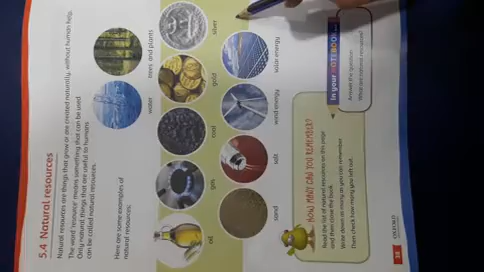 5.4 Natural resources
Natural resources are things that grow or are created naturally, without human help.
The word 'resource' means something that can be used.
Only natural things that are useful to humans
can be called natural resources.
Here are some examples of
natural resources:
water
trees and plants
oil
gas
coal
gold
silver
sand
salt
wind energy
solar energy
HOW MANY CAN YOU REMEMBER?
Read the list of natural resources on this page
and then close the book.
Write down as many as you can remember.
Then check how many you left out.
In your NOTEBOOK
Answer the question:
What are natural resources?
OXFORD